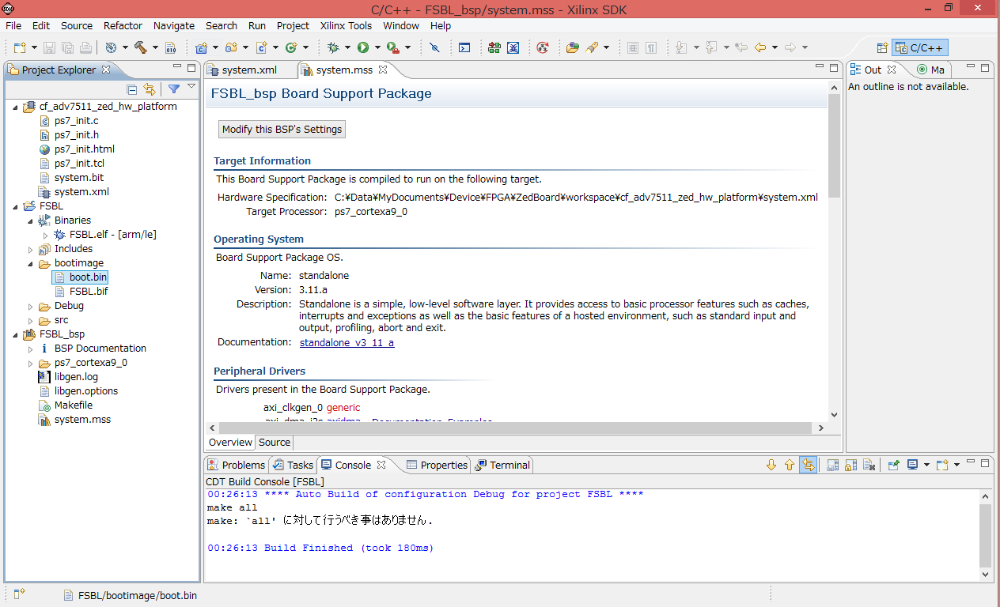 SDK
C/C++ - FSBL_bsp/system.mss - Xilinx SDK
File Edit Source Refactor Navigate Search Run Project Xilinx Tools Window Help
010
C/C++
Project Explorer
cf_adv7511_zed_hw_platform
ps7_init.c
ps7_init.h
ps7_init.html
ps7_init.tcl
system.bit
system.xml
FSBL
Binaries
FSBL.elf - [arm/le]
Includes
bootimage
boot.bin
FSBL.bif
Debug
src
FSBL_bsp
BSP Documentation
ps7_cortexa9_0
libgen.log
libgen.options
Makefile
system.mss
system.xml system.mss
FSBL_bsp Board Support Package
Modify this BSP's Settings
Target Information
This Board Support Package is compiled to run on the following target.
Hardware Specification: C:¥Data¥MyDocuments¥Device¥FPGA¥ZedBoard¥workspace¥cf_adv7511_zed_hw_platform¥system.xml
Target Processor: ps7_cortexa9_0
Operating System
Board Support Package OS.
Name: standalone
Version: 3.11.a
Description: Standalone is a simple, low-level software layer. It provides access to basic processor features such as caches,
interrupts and exceptions as well as the basic features of a hosted environment, such as standard input and
output, profiling, abort and exit.
Documentation: standalone_v3_11_a
Peripheral Drivers
Drivers present in the Board Support Package.
axi_clkgen_0 generic
axi_dma_i2s axidma Documentation Examples
Overview Source
Out Ma
An outline is not available.
Problems Tasks Console Properties Terminal
CDT Build Console [FSBL]
00:26:13 **** Auto Build of configuration Debug for project FSBL ****
make all
make: `all' に対して行うべき事はありません.
00:26:13 Build Finished (took 180ms)
FSBL/bootimage/boot.bin